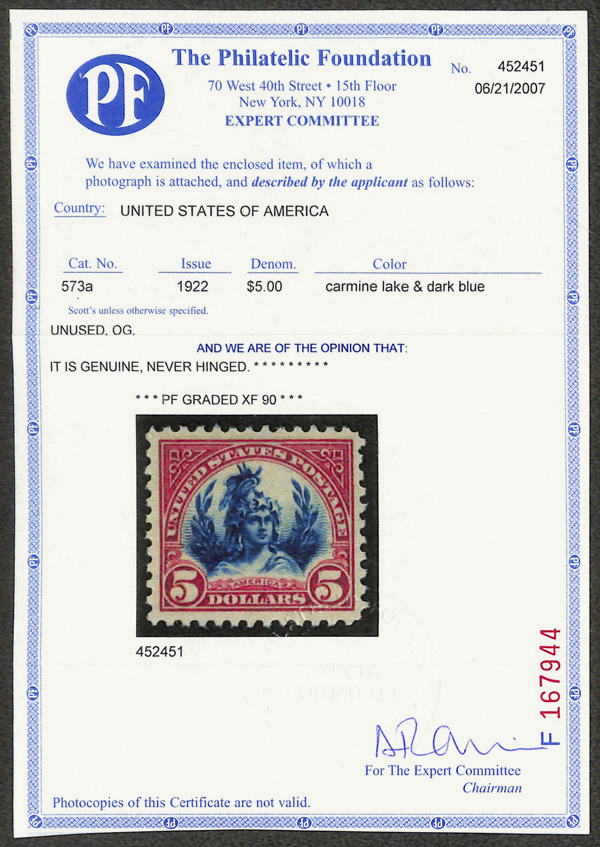 PF
The Philatelic Foundation
70 West 40th Street • 15th Floor
New York, NY 10018
EXPERT COMMITTEE
No. 452451
06/21/2007
We have examined the enclosed item, of which a
photograph is attached, and described by the applicant as follows:
Country: UNITED STATES OF AMERICA
Cat. No. Issue Denom. Color
573a 1922 $5.00 carmine lake & dark blue
Scott's unless otherwise specified.
UNUSED, OG.
AND WE ARE OF THE OPINION THAT:
IT IS GENUINE, NEVER HINGED. * * * * * * * * *
* * * PF GRADED XF 90 * * *
UNITED STATES POSTAGE
AMERICA
5 DOLLARS 5
452451
F 167944
For The Expert Committee
Chairman
Photocopies of this Certificate are not valid.